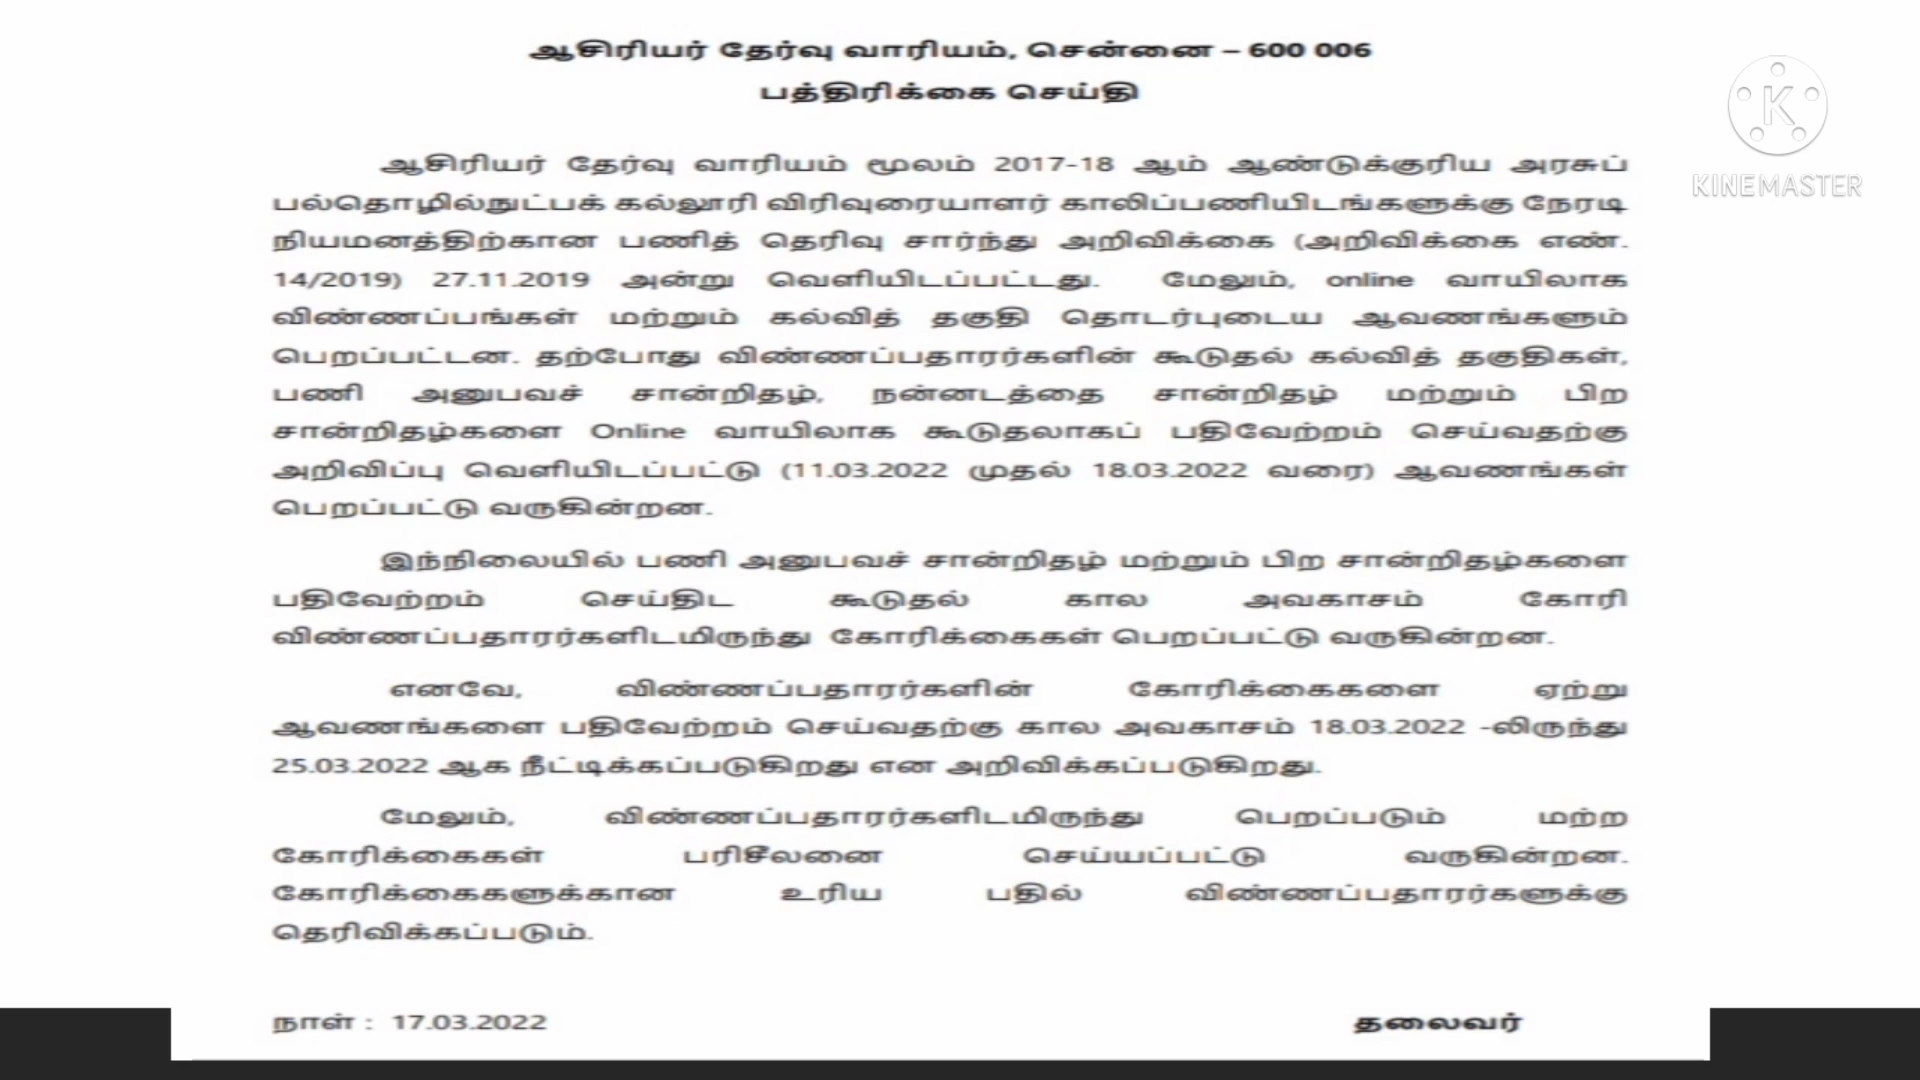 ஆசிரியர் தேர்வு வாரியம், சென்னை – 600 006
பத்திரிக்கை செய்தி
ஆசிரியர் தேர்வு வாரியம் மூலம் 2017-18 ஆம் ஆண்டுக்குரிய அரசுப்
பல்தொழில்நுட்பக் கல்லூரி விரிவுரையாளர் காலிப்பணியிடங்களுக்கு நேரடி
நியமனத்திற்கான பணித் தெரிவு சார்ந்து அறிவிக்கை (அறிவிக்கை எண்.
14/2019) 27.11.2019 அன்று வெளியிடப்பட்டது. மேலும், online வாயிலாக
விண்ணப்பங்கள் மற்றும் கல்வித் தகுதி தொடர்புடைய ஆவணங்களும்
பெறப்பட்டன. தற்போது விண்ணப்பதாரர்களின் கூடுதல் கல்வித் தகுதிகள்,
பணி அனுபவச் சான்றிதழ், நன்னடத்தை சான்றிதழ் மற்றும் பிற
சான்றிதழ்களை Online வாயிலாக கூடுதலாகப் பதிவேற்றம் செய்வதற்கு
அறிவிப்பு வெளியிடப்பட்டு (11.03.2022 முதல் 18.03.2022 வரை) ஆவணங்கள்
பெறப்பட்டு வருகின்றன.
இந்நிலையில் பணி அனுபவச் சான்றிதழ் மற்றும் பிற சான்றிதழ்களை
பதிவேற்றம் செய்திட கூடுதல் கால அவகாசம் கோரி
விண்ணப்பதாரர்களிடமிருந்து கோரிக்கைகள் பெறப்பட்டு வருகின்றன.
எனவே, விண்ணப்பதாரர்களின் கோரிக்கைகளை ஏற்று
ஆவணங்களை பதிவேற்றம் செய்வதற்கு கால அவகாசம் 18.03.2022 -லிருந்து
25.03.2022 ஆக நீட்டிக்கப்படுகிறது என அறிவிக்கப்படுகிறது.
மேலும், விண்ணப்பதாரர்களிடமிருந்து பெறப்படும் மற்ற
கோரிக்கைகள் பரிசீலனை செய்யப்பட்டு வருகின்றன.
கோரிக்கைகளுக்கான உரிய பதில் விண்ணப்பதாரர்களுக்கு
தெரிவிக்கப்படும்.
நாள் : 17.03.2022 தலைவர்
K
KINEMASTER